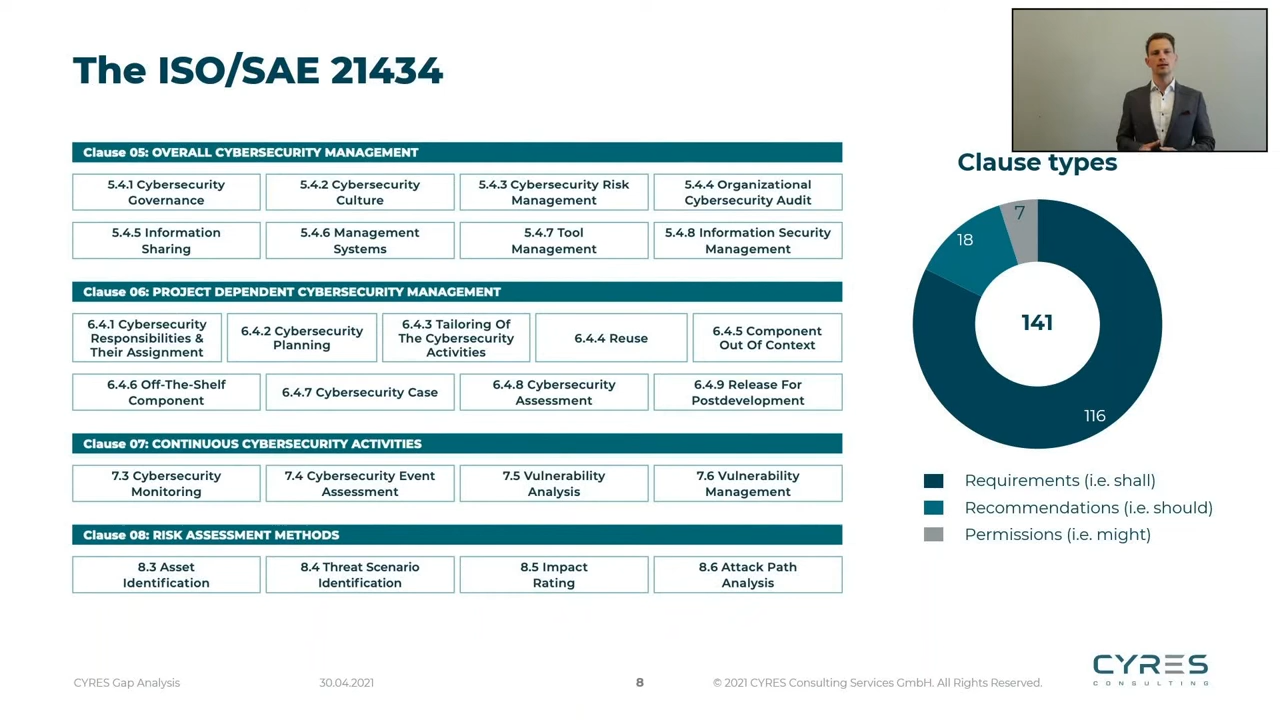 The ISO/SAE 21434
Clause 05: OVERALL CYBERSECURITY MANAGEMENT
5.4.1 Cybersecurity
Governance
5.4.2 Cybersecurity
Culture
5.4.3 Cybersecurity Risk
Management
5.4.4 Organizational
Cybersecurity Audit
5.4.5 Information
Sharing
5.4.6 Management
Systems
5.4.7 Tool
Management
5.4.8 Information Security
Management
Clause 06: PROJECT DEPENDENT CYBERSECURITY MANAGEMENT
6.4.1 Cybersecurity
Responsibilities &
Their Assignment
6.4.2 Cybersecurity
Planning
6.4.3 Tailoring Of
The Cybersecurity
Activities
6.4.4 Reuse
6.4.5 Component
Out Of Context
6.4.6 Off-The-Shelf
Component
6.4.7 Cybersecurity Case
6.4.8 Cybersecurity
Assessment
6.4.9 Release For
Postdevelopment
Clause 07: CONTINUOUS CYBERSECURITY ACTIVITIES
7.3 Cybersecurity
Monitoring
7.4 Cybersecurity Event
Assessment
7.5 Vulnerability
Analysis
7.6 Vulnerability
Management
Clause 08: RISK ASSESSMENT METHODS
8.3 Asset
Identification
8.4 Threat Scenario
Identification
8.5 Impact
Rating
8.6 Attack Path
Analysis
Clause types
7
18
141
116
Requirements (i.e. shall)
Recommendations (i.e. should)
Permissions (i.e. might)
CYRES
CONSULTING
CYRES Gap Analysis
30.04.2021
8
© 2021 CYRES Consulting Services GmbH. All Rights Reserved.